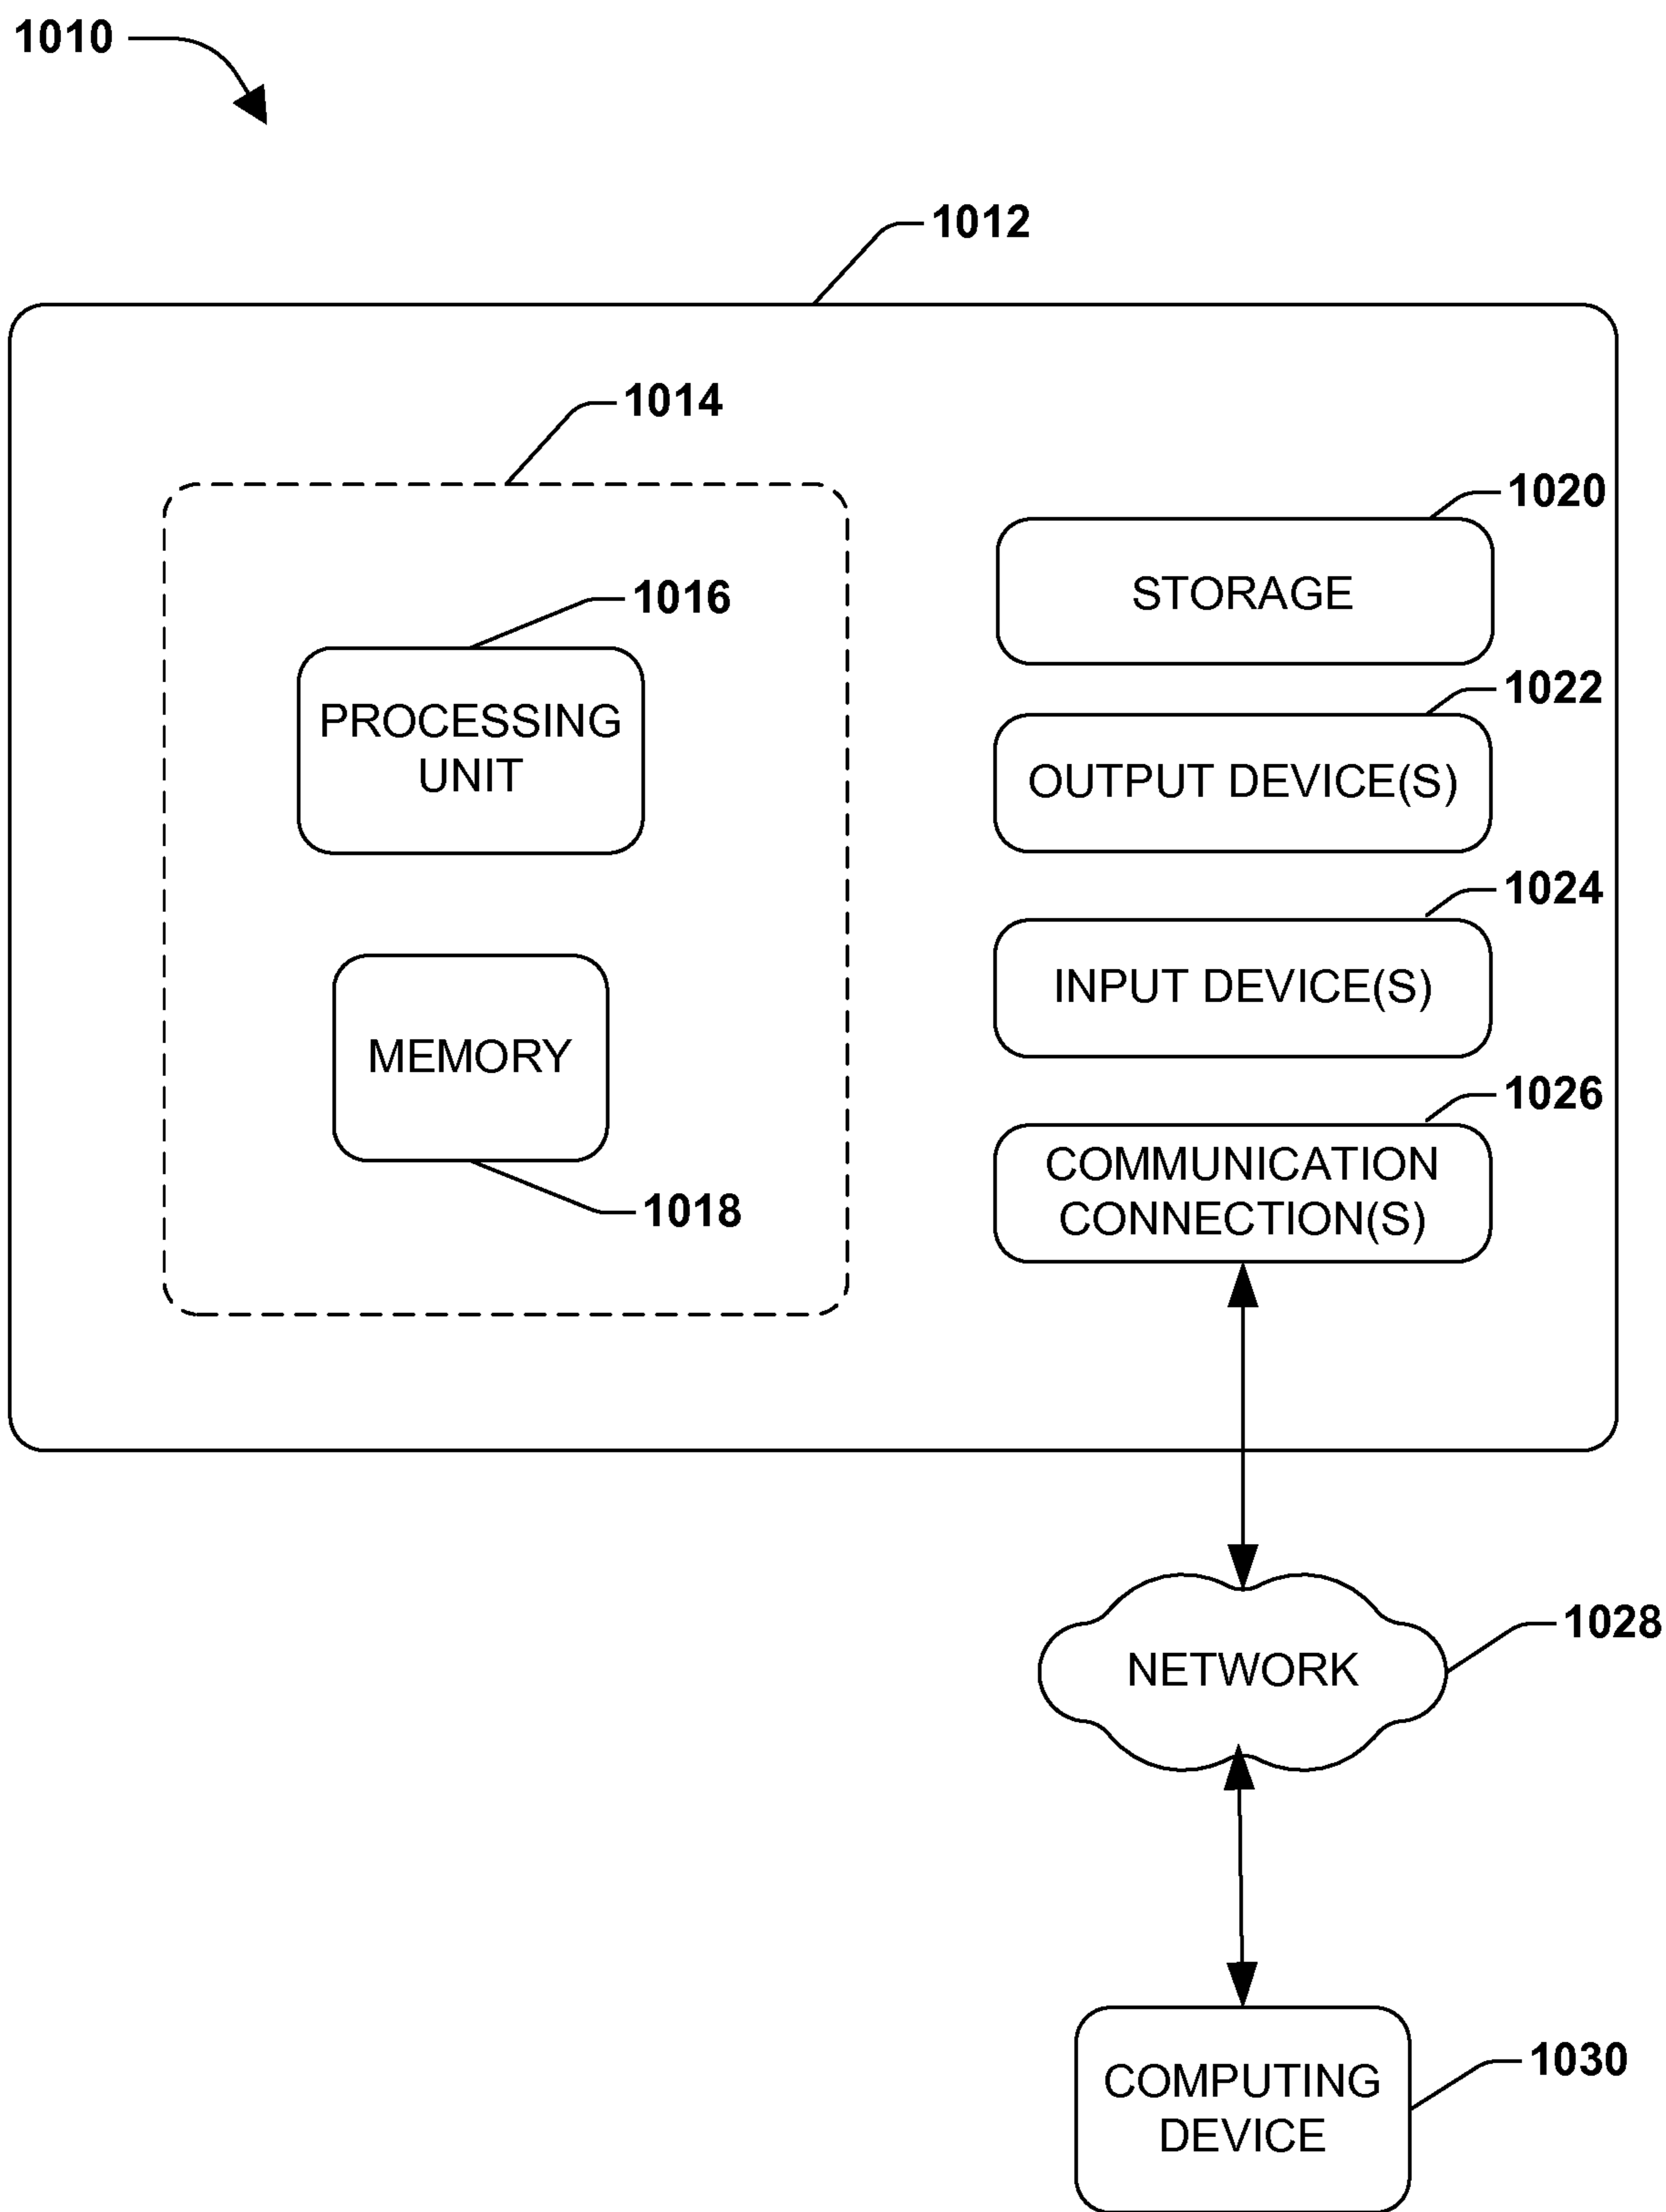 1010
1012
1014
1020
STORAGE
1016
PROCESSING
UNIT
1022
OUTPUT DEVICE(S)
1024
INPUT DEVICE(S)
MEMORY
1018
1026
COMMUNICATION
CONNECTION(S)
1028
NETWORK
1030
COMPUTING
DEVICE